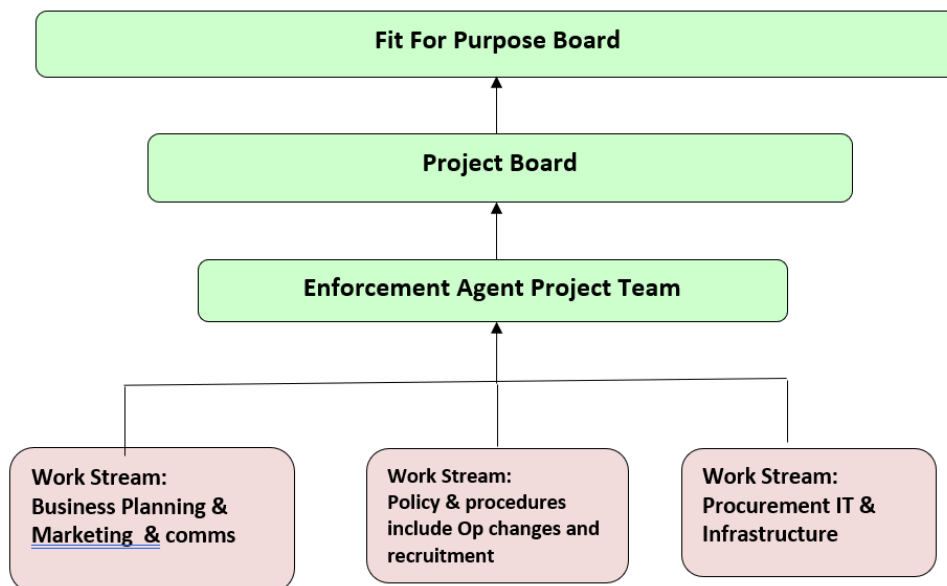 Fit For Purpose Board
Project Board
Enforcement Agent Project Team
Work Stream:
Business Planning &
Marketing  & comms
Work Stream:
Policy & procedures
include Op changes and
recruitment
Work Stream:
Procurement IT &
Infrastructure